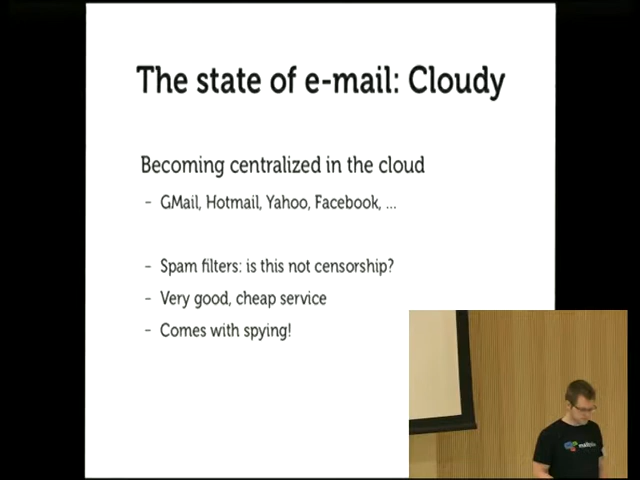 The state of e-mail: Cloudy
Becoming centralized in the cloud
– GMail, Hotmail, Yahoo, Facebook, ...
– Spam filters: is this not censorship?
– Very good, cheap service
– Comes with spying!